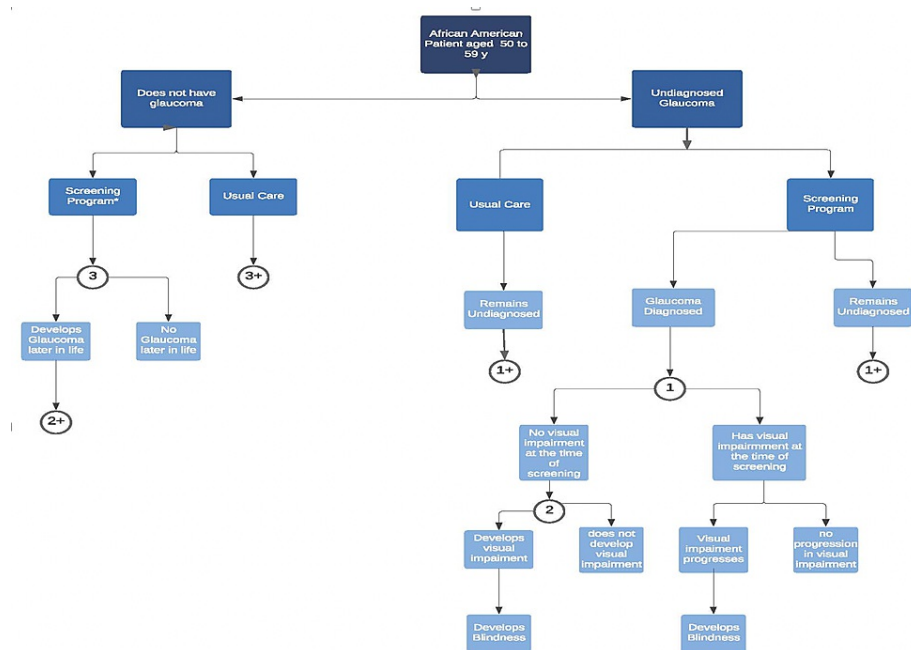 African American
Patient aged 50 to
59 y
Does not have
glaucoma
Undiagnosed
Glaucoma
Screening
Program*
Usual Care
Usual Care
Screening
Program
3
3+
Remains
Undiagnosed
Glaucoma
Diagnosed
Remains
Undiagnosed
Develops
Glaucoma
later in life
No
Glaucoma
later in life
1+
1
1+
2+
No visual
impairment
at the time
of
screening
Has visual
impairmment at
the time of
screening
2
Develops
visual
impaiment
does not
develop
visual
impairment
Visual
impaiment
progresses
no
progression
in visual
impairment
Develops
Blindness
Develops
Blindness